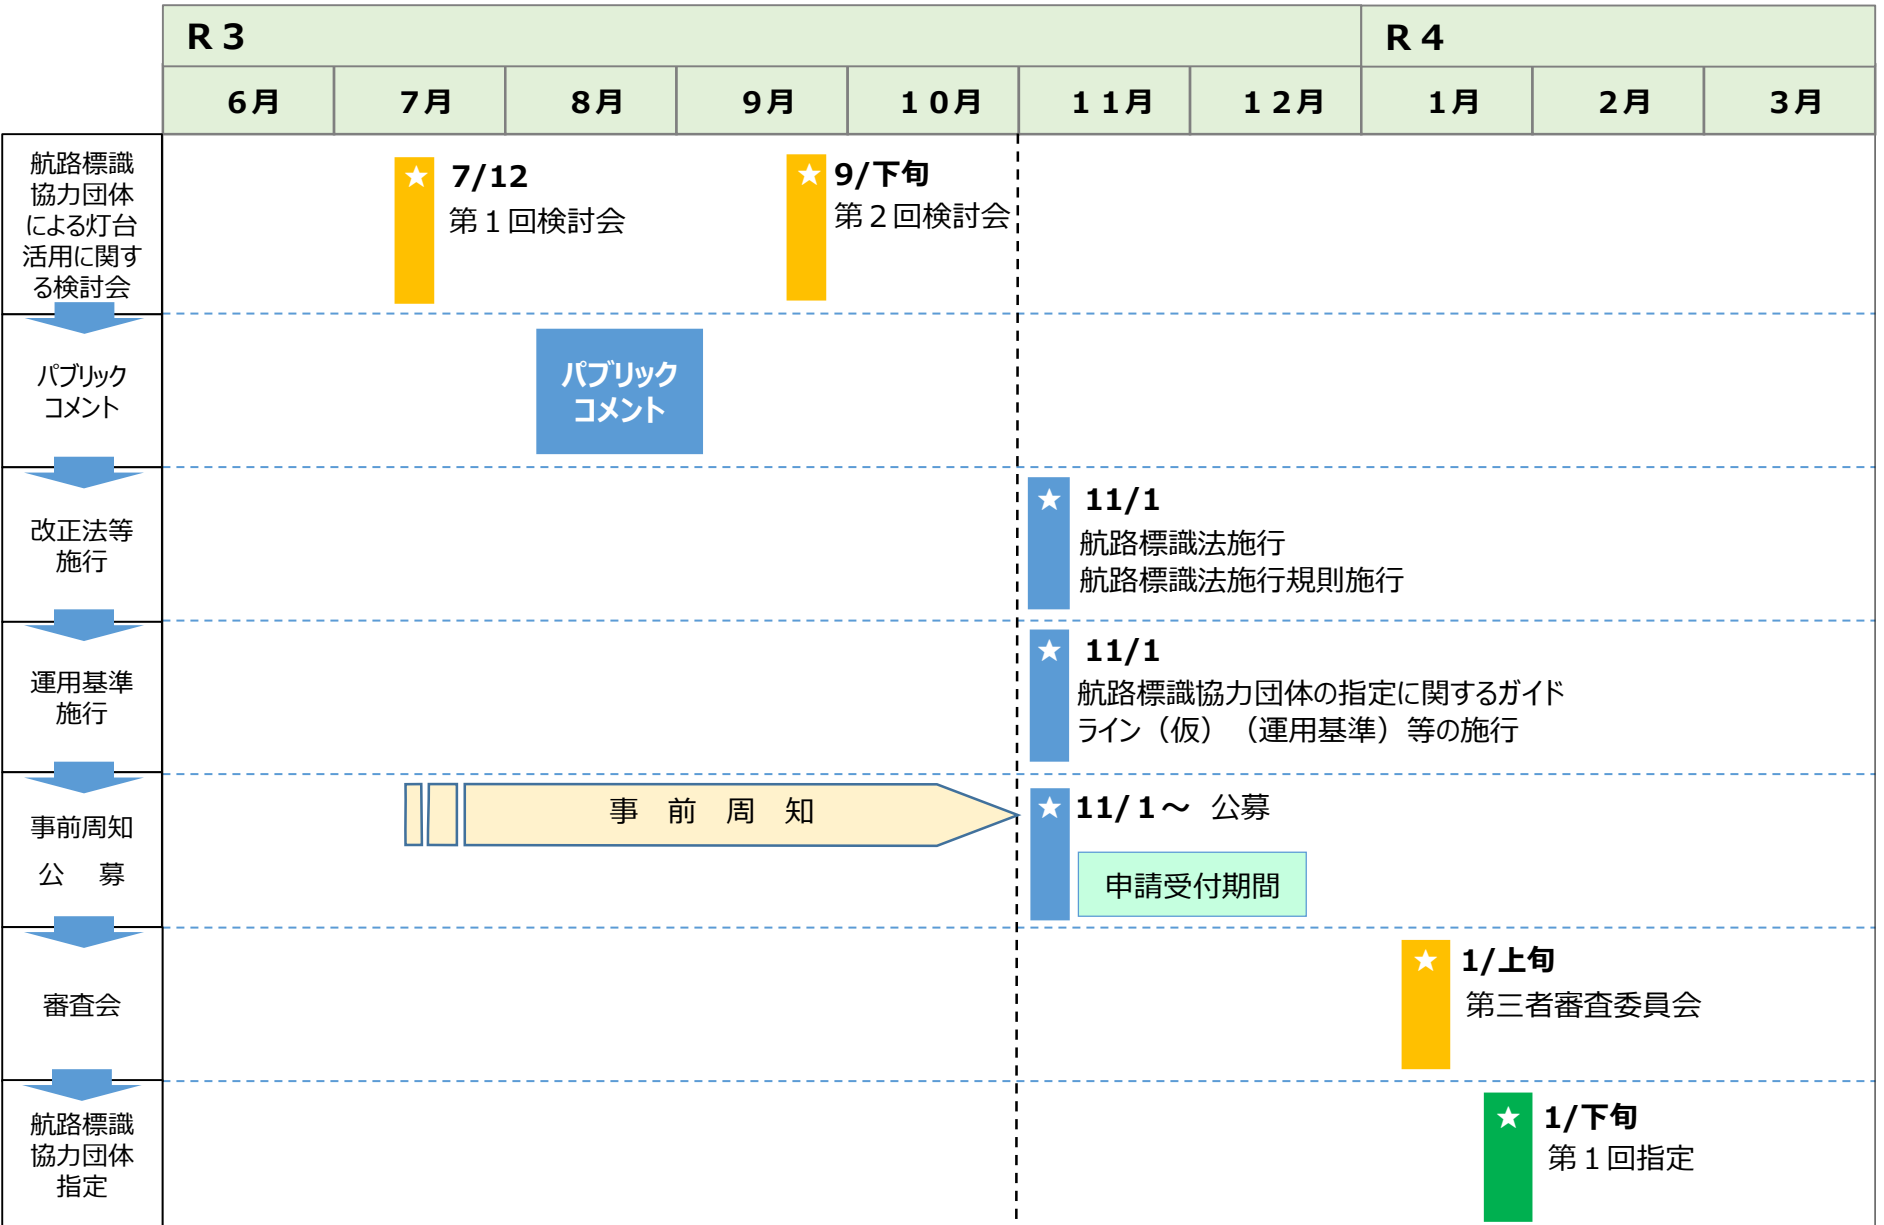 R３
R４
６月
７月
８月
９月
１０月
１１月
１２月
１月
２月
３月
航路標識
協力団体
による灯台
活用に関す
る検討会
★ 7/12
第１回検討会
★ 9/下旬
第２回検討会
パブリック
コメント
パブリック
コメント
改正法等
施行
★ 11/1
航路標識法施行
航路標識法施行規則施行
運用基準
施行
★ 11/1
航路標識協力団体の指定に関するガイド
ライン（仮）（運用基準）等の施行
事前周知
公　募
事　前　周　知
★ 11/１～ 公募
申請受付期間
審査会
★ 1/上旬
第三者審査委員会
航路標識
協力団体
指定
★ 1/下旬
第１回指定